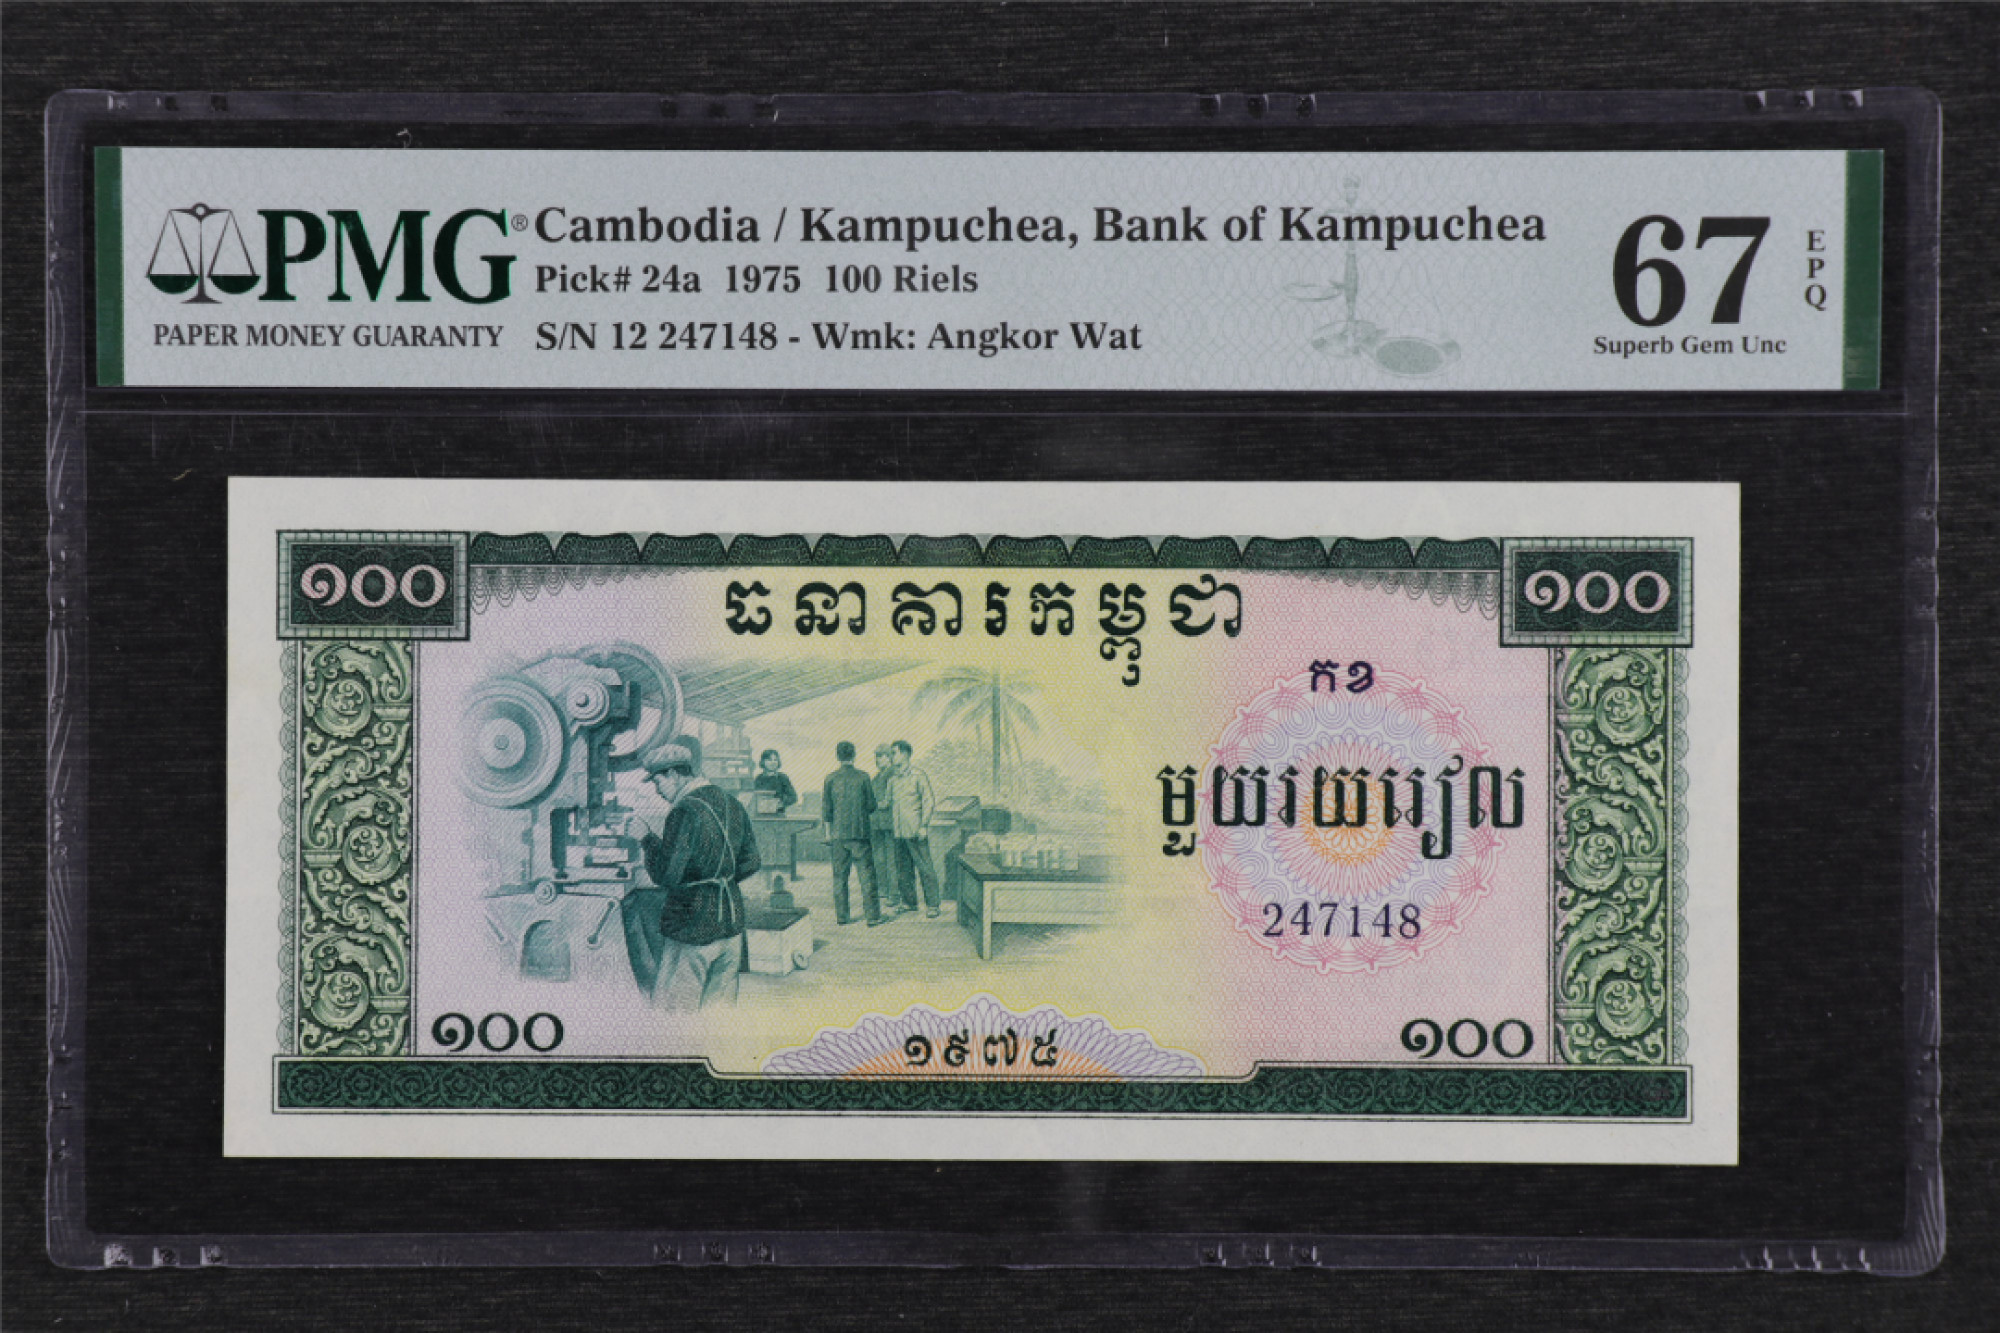 PMG® Cambodia / Kampuchea, Bank of Kampuchea
Pick# 24a 1975 100 Riels
PAPER MONEY GUARANTY S/N 12 247148 - Wmk: Angkor Wat
67
EPQ
Superb Gem Unc
១០០ ១០០
ធនាគារកម្ពុជា
កខ
មួយរយរៀល
247148
១០០ ១៩៧៥ ១០០